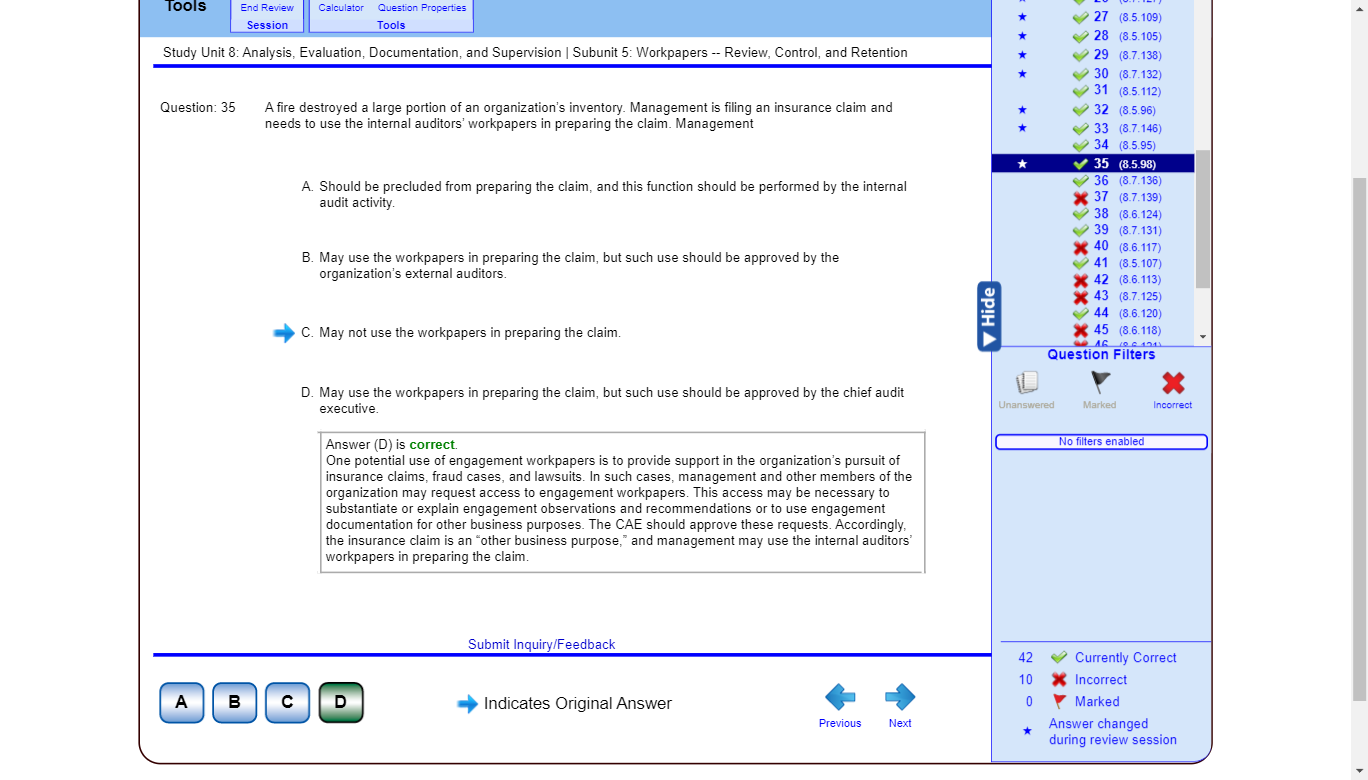 Tools
End Review
Session
Calculator Question Properties
Tools
Study Unit 8: Analysis, Evaluation, Documentation, and Supervision | Subunit 5: Workpapers -- Review, Control, and Retention
Question: 35
A fire destroyed a large portion of an organization's inventory. Management is filing an insurance claim and
needs to use the internal auditors' workpapers in preparing the claim. Management
A. Should be precluded from preparing the claim, and this function should be performed by the internal
audit activity.
B. May use the workpapers in preparing the claim, but such use should be approved by the
organization's external auditors.
C. May not use the workpapers in preparing the claim.
D. May use the workpapers in preparing the claim, but such use should be approved by the chief audit
executive.
Answer (D) is correct.
One potential use of engagement workpapers is to provide support in the organization's pursuit of
insurance claims, fraud cases, and lawsuits. In such cases, management and other members of the
organization may request access to engagement workpapers. This access may be necessary to
substantiate or explain engagement observations and recommendations or to use engagement
documentation for other business purposes. The CAE should approve these requests. Accordingly,
the insurance claim is an “other business purpose,” and management may use the internal auditors'
workpapers in preparing the claim.
Submit Inquiry/Feedback
A B C D
Indicates Original Answer
Previous
Next
27 (8.5.109)
28 (8.5.105)
29 (8.7.138)
30 (8.7.132)
31 (8.5.112)
32 (8.5.96)
33 (8.7.146)
34 (8.5.95)
35 (8.5.98)
36 (8.7.136)
37 (8.7.139)
38 (8.6.124)
39 (8.7.131)
40 (8.6.117)
41 (8.5.107)
42 (8.6.113)
43 (8.7.125)
44 (8.6.120)
45 (8.6.118)
Hide
Question Filters
Unanswered
Marked
Incorrect
No filters enabled
42 Currently Correct
10 Incorrect
0 Marked
Answer changed
during review session